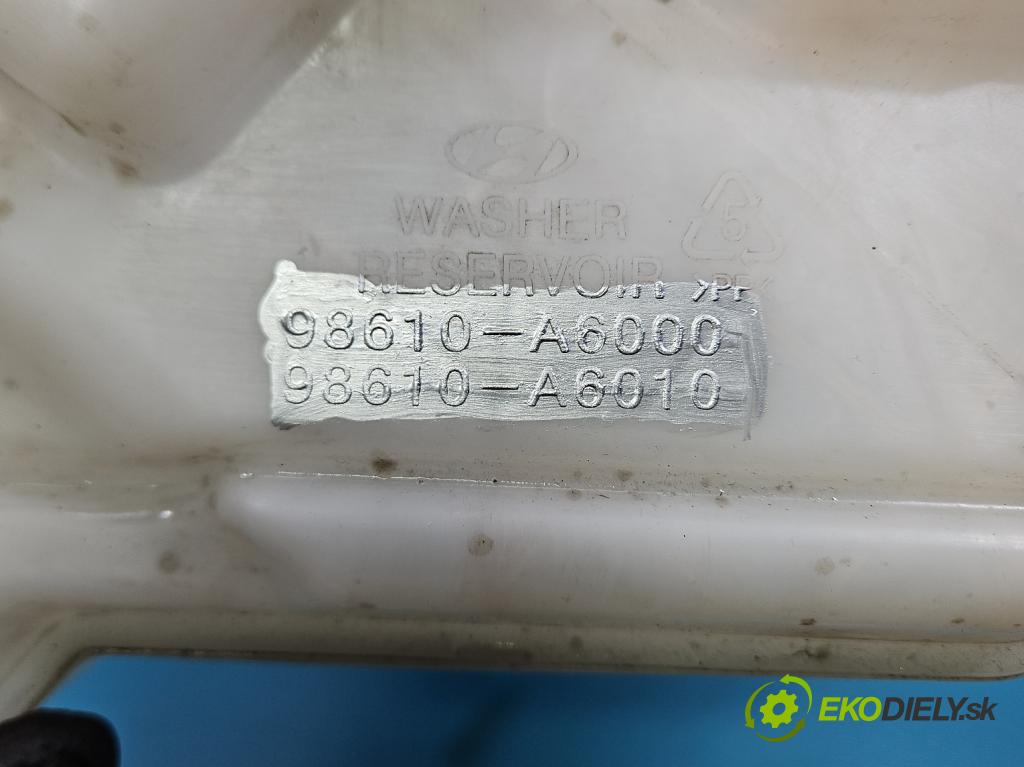 WASHER
RESERVOIR
5
>PP<
98610-A6000
98610-A6010
EKODIELY.sk